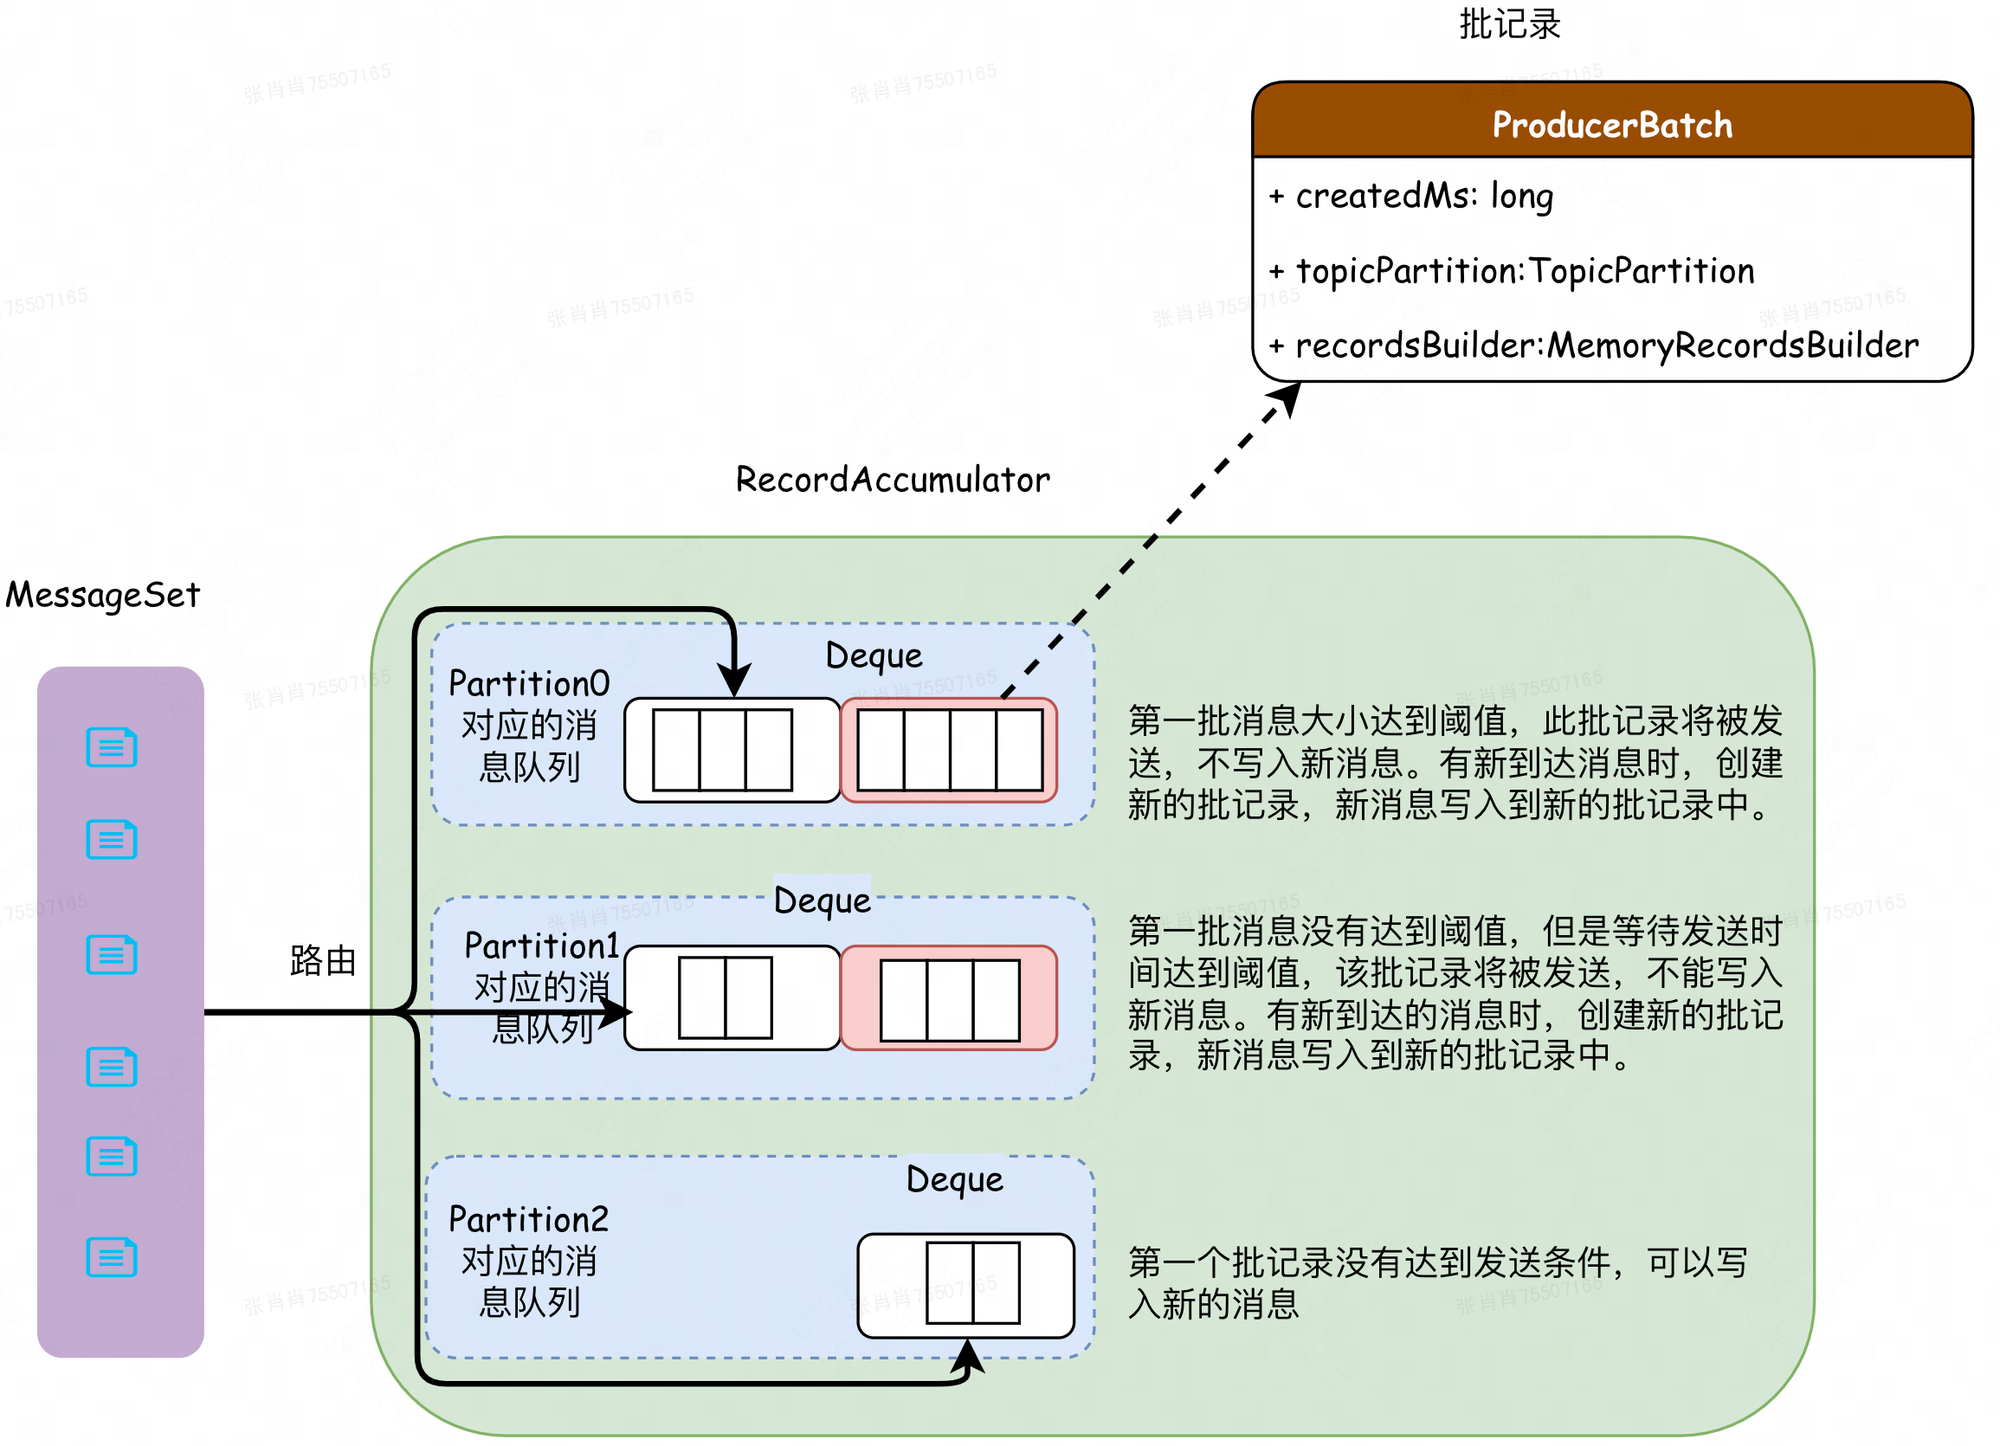 批记录
ProducerBatch
+ createdMs: long
+ topicPartition:TopicPartition
+ recordsBuilder:MemoryRecordsBuilder
RecordAccumulator
MessageSet
路由
Deque
Partition0
对应的消
息队列
第一批消息大小达到阈值，此批记录将被发
送，不写入新消息。有新到达消息时，创建
新的批记录，新消息写入到新的批记录中。
Deque
Partition1
对应的消
息队列
第一批消息没有达到阈值，但是等待发送时
间达到阈值，该批记录将被发送，不能写入
新消息。有新到达的消息时，创建新的批记
录，新消息写入到新的批记录中。
Deque
Partition2
对应的消
息队列
第一个批记录没有达到发送条件，可以写
入新的消息
张肖肖75507165